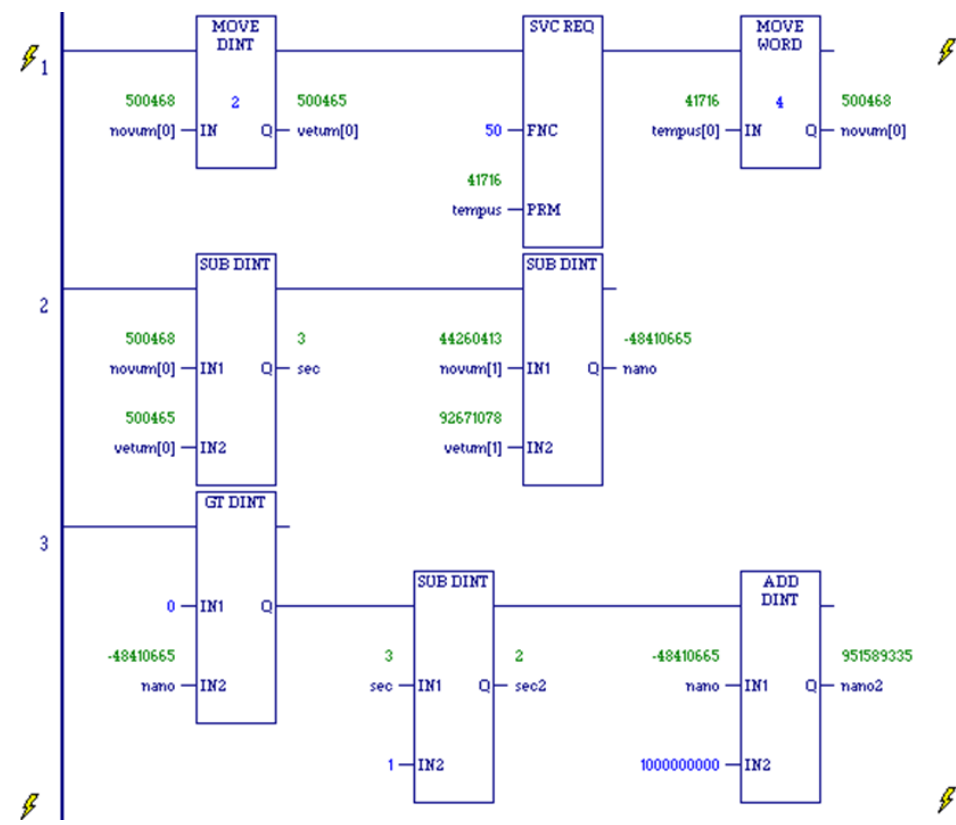 MOVE DINT
SVC REQ
MOVE WORD
1
500468 2 500465
41716 4 500468
novum[0] IN Q vetum[0]
50 FNC
tempus[0] IN Q novum[0]
41716
tempus PRM
SUB DINT
SUB DINT
2
500468 3
44260413 -48410665
novum[0] IN1 Q sec
novum[1] IN1 Q nano
500465
92671078
vetum[0] IN2
vetum[1] IN2
GT DINT
3
SUB DINT
ADD DINT
0 IN1 Q
-48410665
3 2
-48410665 951589335
nano IN2
sec IN1 Q sec2
nano IN1 Q nano2
1 IN2
1000000000 IN2